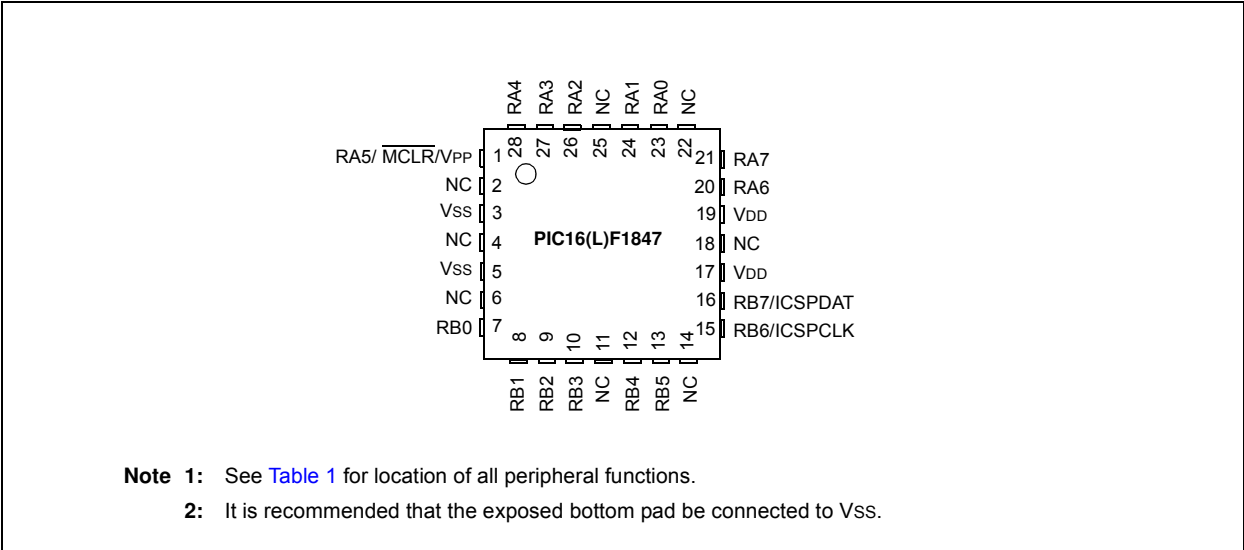 RA4 RA3 RA2 NC RA1 RA0 NC
28 27 26 25 24 23 22
RA5/ MCLR/VPP 1 21 RA7
NC 2 20 RA6
VSS 3 19 VDD
NC 4 PIC16(L)F1847 18 NC
VSS 5 17 VDD
NC 6 16 RB7/ICSPDAT
RB0 7 15 RB6/ICSPCLK
8 9 10 11 12 13 14
RB1 RB2 RB3 NC RB4 RB5 NC
Note 1: See Table 1 for location of all peripheral functions.
2: It is recommended that the exposed bottom pad be connected to VSS.